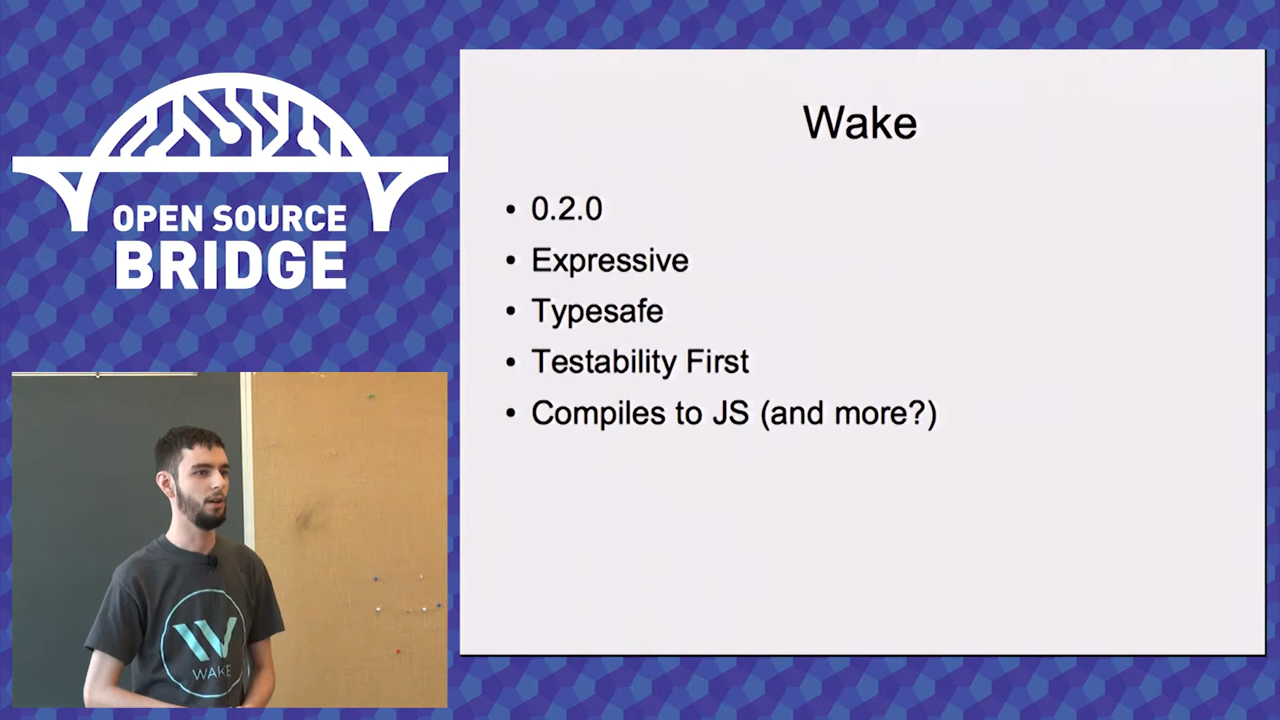 OPEN SOURCE
BRIDGE
Wake
• 0.2.0
• Expressive
• Typesafe
• Testability First
• Compiles to JS (and more?)
W
WAKE